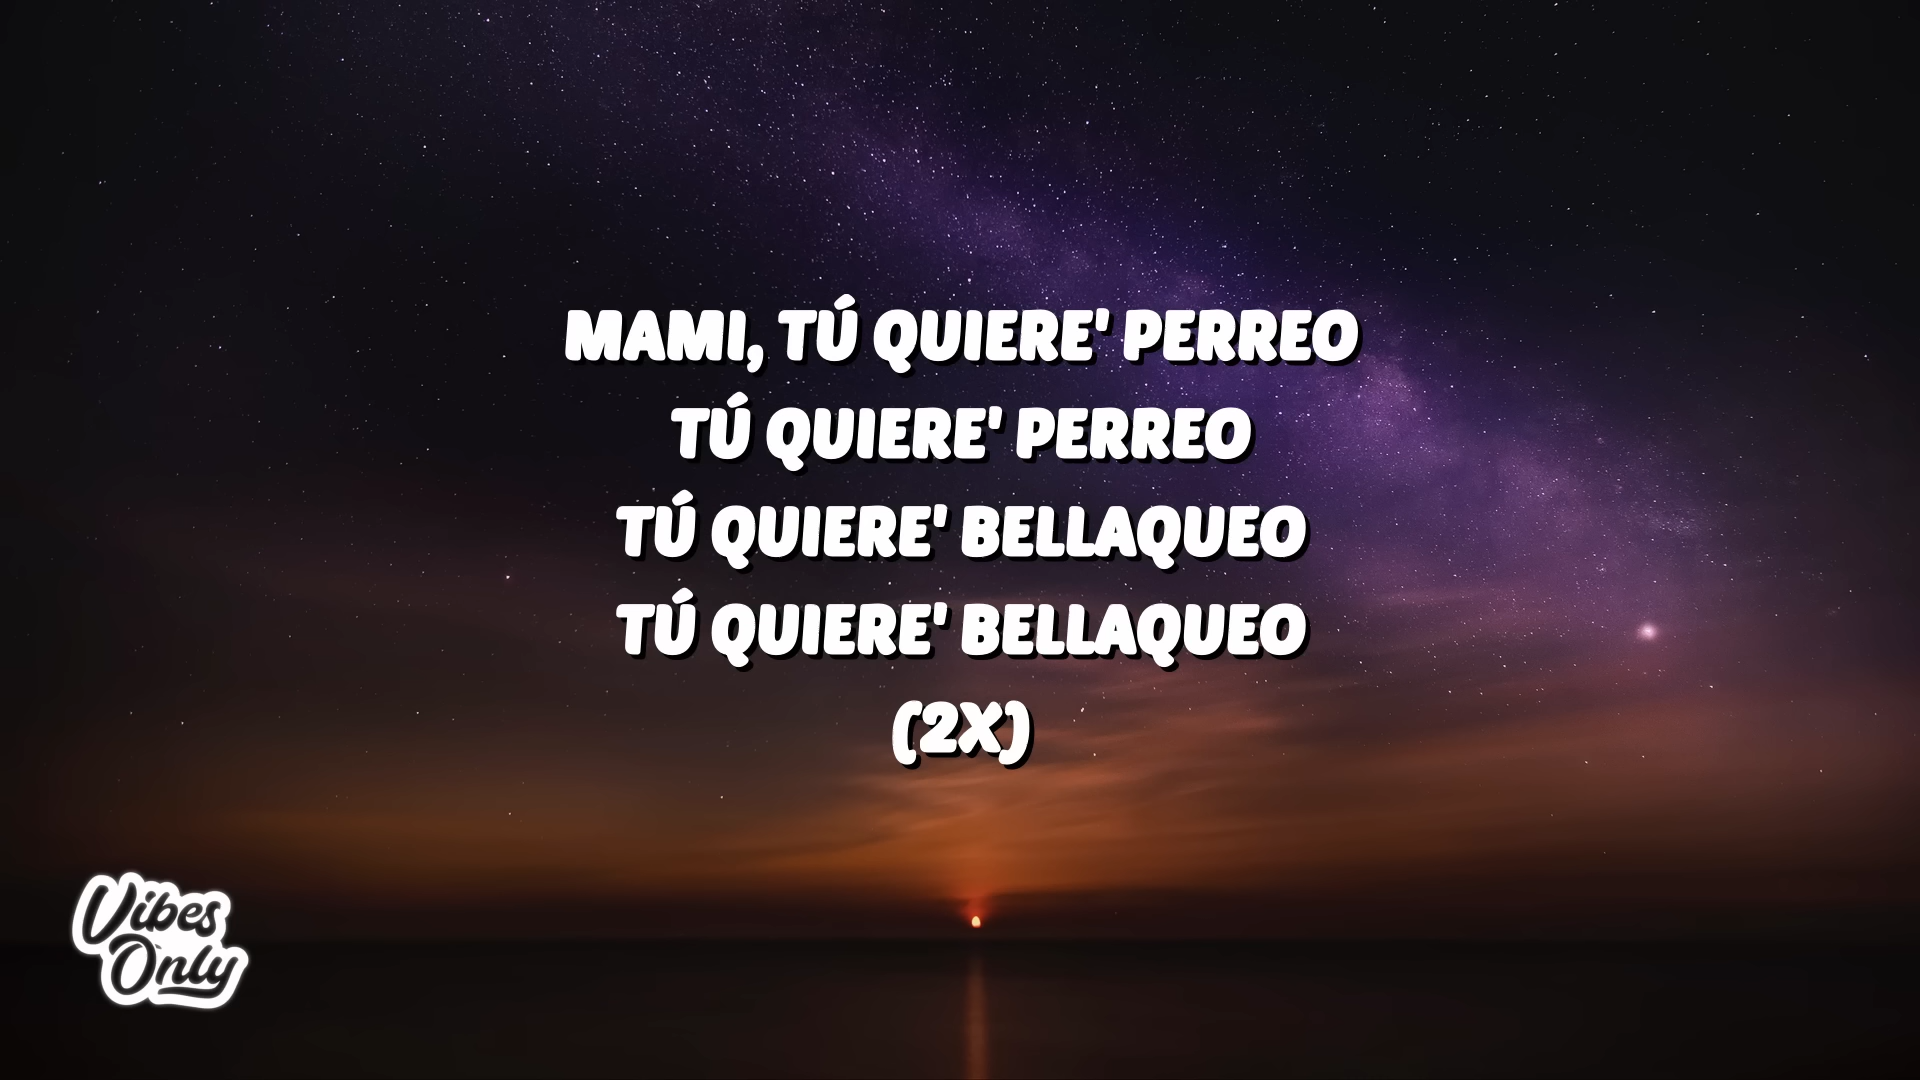 MAMI, TÚ QUIERE' PERREO
TÚ QUIERE' PERREO
TÚ QUIERE' BELLAQUEO
TÚ QUIERE' BELLAQUEO
(2X)
Vibes
Only